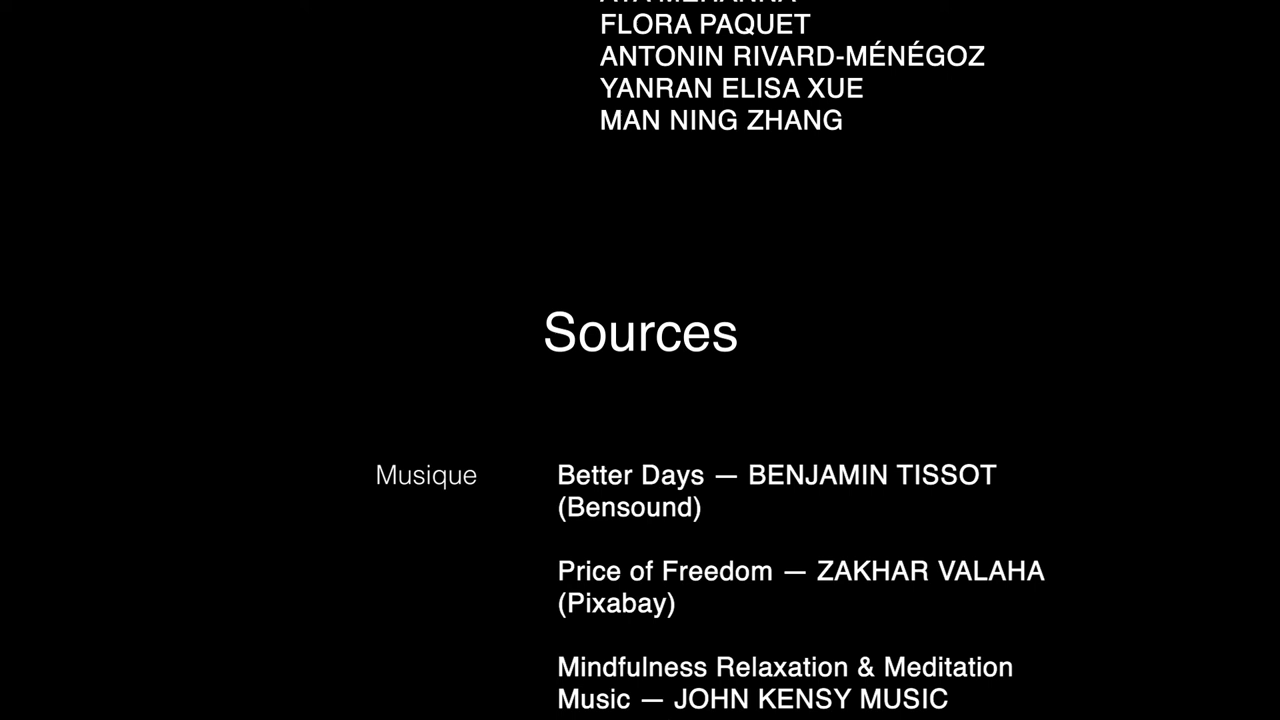 FLORA PAQUET
ANTONIN RIVARD-MÉNÉGOZ
YANRAN ELISA XUE
MAN NING ZHANG
Sources
Musique
Better Days — BENJAMIN TISSOT
(Bensound)
Price of Freedom — ZAKHAR VALAHA
(Pixabay)
Mindfulness Relaxation & Meditation
Music — JOHN KENSY MUSIC